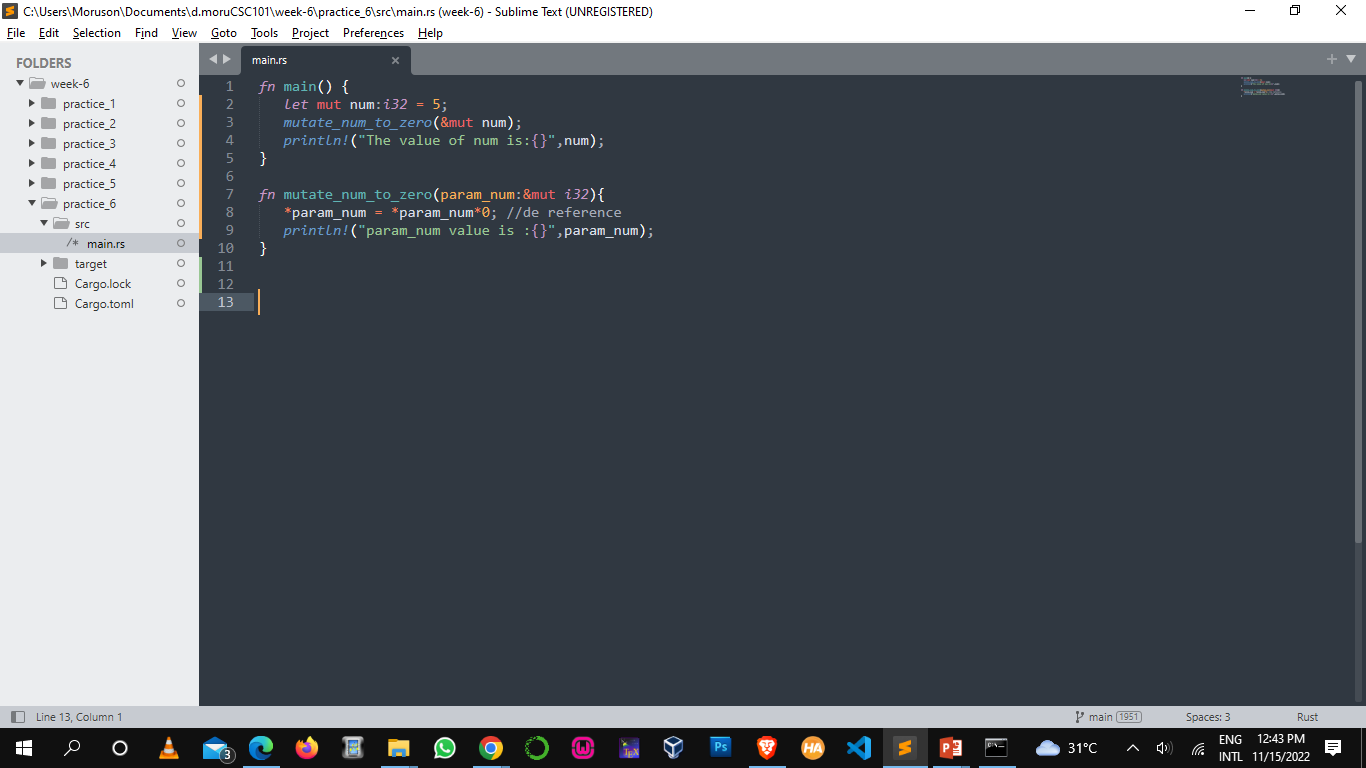 C:\Users\Moruson\Documents\d.moruCSC101\week-6\practice_6\src\main.rs (week-6) - Sublime Text (UNREGISTERED)
File Edit Selection Find View Goto Tools Project Preferences Help
FOLDERS
week-6
practice_1
practice_2
practice_3
practice_4
practice_5
practice_6
src
/* main.rs
target
Cargo.lock
Cargo.toml
main.rs
1 fn main() {
2 let mut num:i32 = 5;
3 mutate_num_to_zero(&mut num);
4 println!("The value of num is:{}",num);
5 }
6
7 fn mutate_num_to_zero(param_num:&mut i32){
8 *param_num = *param_num*0; //de reference
9 println!("param_num value is :{}",param_num);
10 }
11
12
13
Line 13, Column 1
main 1951
Spaces: 3
Rust
3
Ps
HA
31°C
ENG
INTL
12:43 PM
11/15/2022